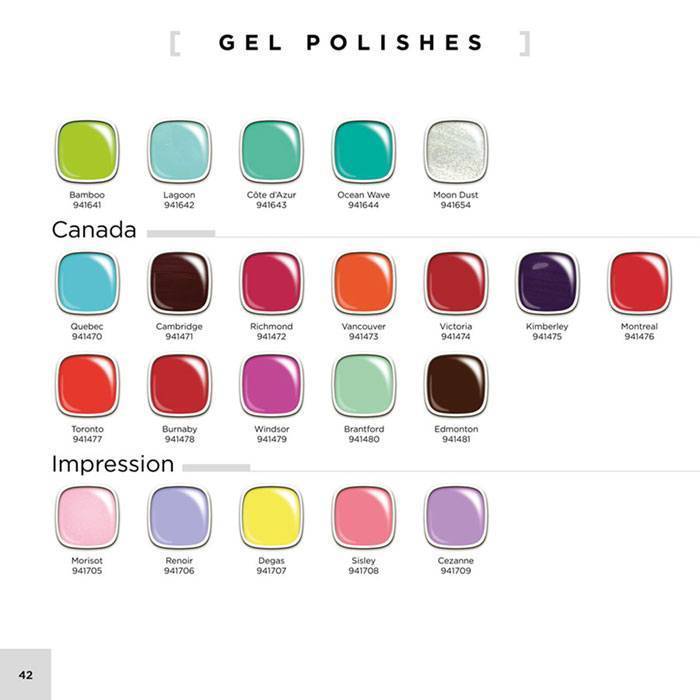 [ GEL POLISHES ]
Bamboo Lagoon Côte d'Azur Ocean Wave Moon Dust
941641 941642 941643 941644 941654
Canada
Quebec Cambridge Richmond Vancouver Victoria Kimberley Montreal
941470 941471 941472 941473 941474 941475 941476
Toronto Burnaby Windsor Brantford Edmonton
941477 941478 941479 941480 941481
Impression
Morisot Renoir Degas Sisley Cezanne
941705 941706 941707 941708 941709
42